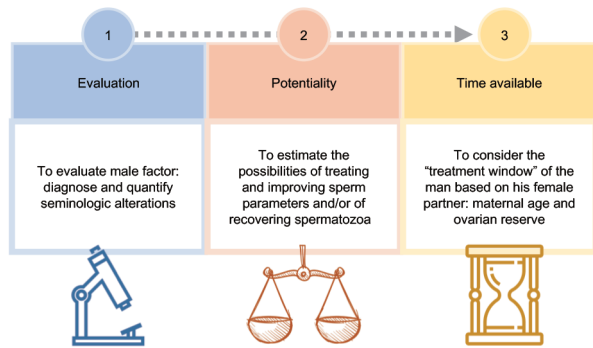 1
2
3
Evaluation
Potentiality
Time available
To evaluate male factor:
diagnose and quantify
seminologic alterations
To estimate the
possibilities of treating
and improving sperm
parameters and/or of
recovering spermatozoa
To consider the
“treatment window” of the
man based on his female
partner: maternal age and
ovarian reserve